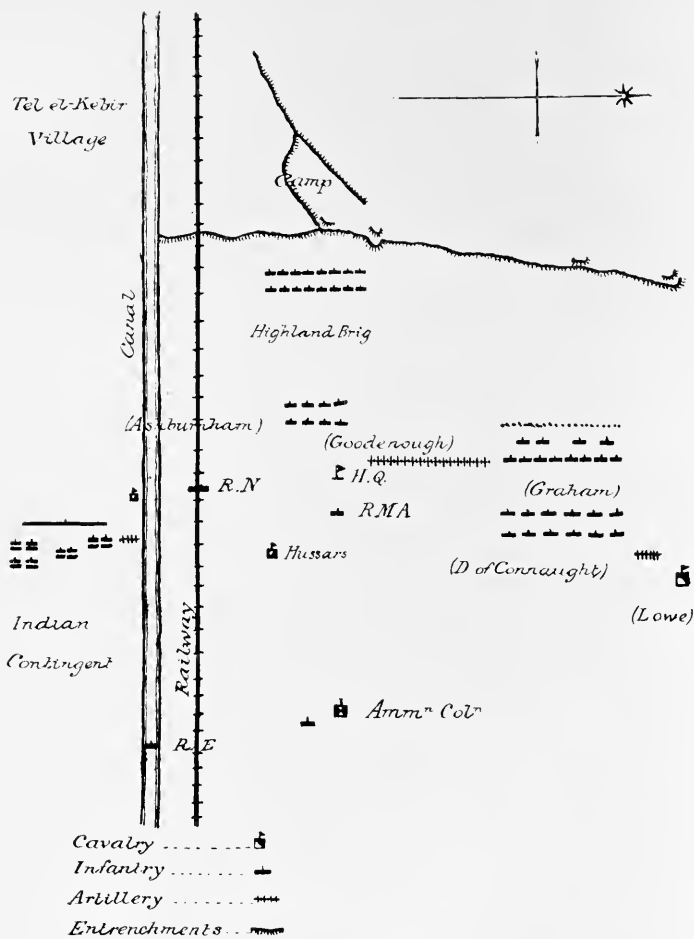 Tel el-Kebir
Village
Camp
Canal
Highland Brig
(Ashburnham)
(Goodenough)
H.Q.
R.N
(Graham)
RMA
Hussars
(D of Connaught)
(Lowe)
Indian
Contingent
Railway
Ammⁿ Colⁿ
R.E
Cavalry
Infantry
Artillery
Entrenchments